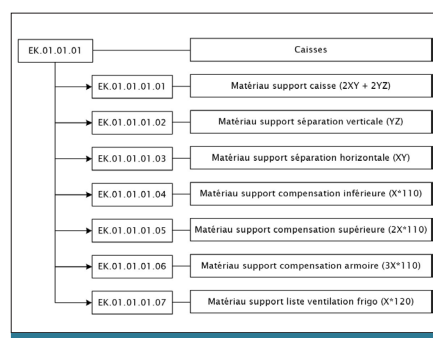 EK.01.01.01 Caisses
EK.01.01.01.01 Matèriau support caisse (2XY + 2YZ)
EK.01.01.01.02 Matèriau support sèparation verticale (YZ)
EK.01.01.01.03 Matèriau support sèparation horizontale (XY)
EK.01.01.01.04 Matèriau support compensation infèrieure (X*110)
EK.01.01.01.05 Matèriau support compensation supèrieure (2X*110)
EK.01.01.01.06 Matèriau support compensation armoire (3X*110)
EK.01.01.01.07 Matèriau support liste ventilation frigo (X*120)